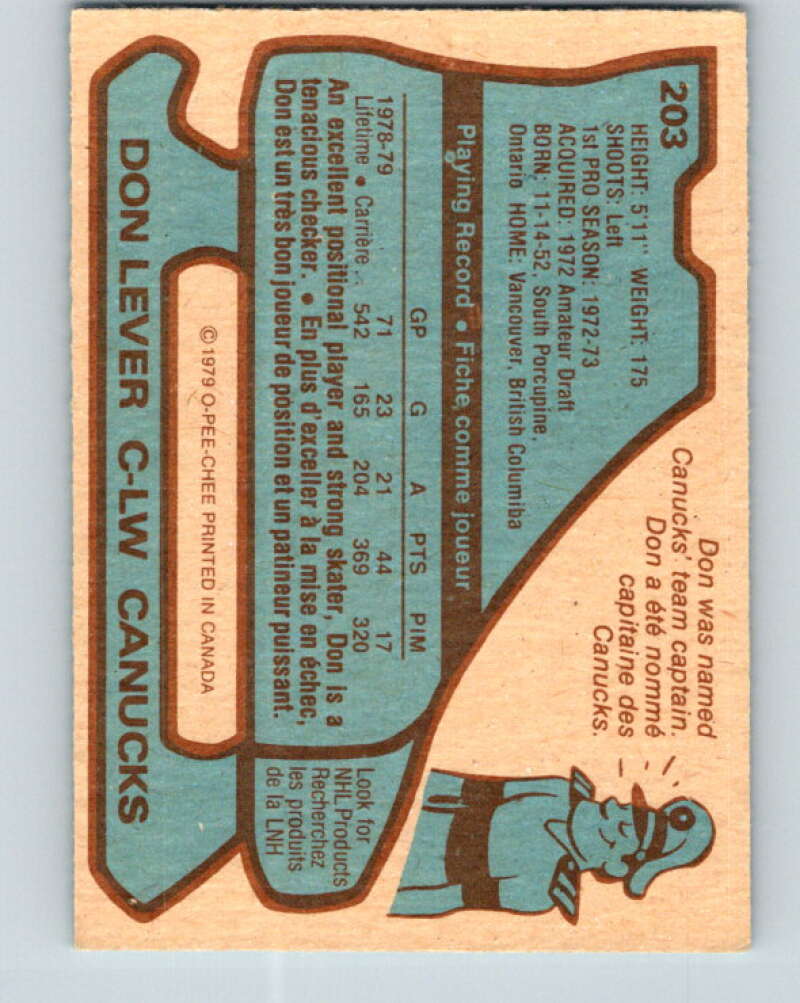 203
HEIGHT: 5'11" WEIGHT: 175
SHOOTS: Left
1st PRO SEASON: 1972-73
ACQUIRED: 1972 Amateur Draft
BORN: 11-14-52, South Porcupine,
Ontario HOME: Vancouver, British Columiba
Don was named
Canucks' team captain.
Don a été nommé
capitaine des
Canucks.
Playing Record • Fiche comme joueur
GP G A PTS PIM
1978-79 71 23 21 44 17
Lifetime • Carrière 542 165 204 369 320
An excellent positional player and strong skater, Don is a
tenacious checker. • En plus d'exceller à la mise en échec,
Don est un très bon joueur de position et un patineur puissant.
Look for
NHL Products
Recherchez
les produits
de la LNH
© 1979 O-PEE-CHEE PRINTED IN CANADA
DON LEVER C-LW CANUCKS